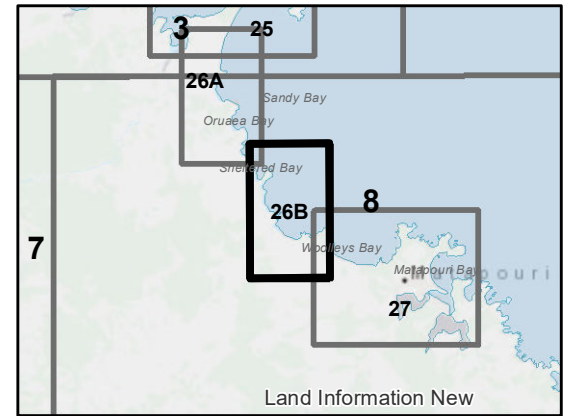 3
25
26A
Sandy Bay
Oruaea Bay
Sheltered Bay
26B
8
7
Woolleys Bay
Matapouri Bay
Matapouri
27
Land Information New